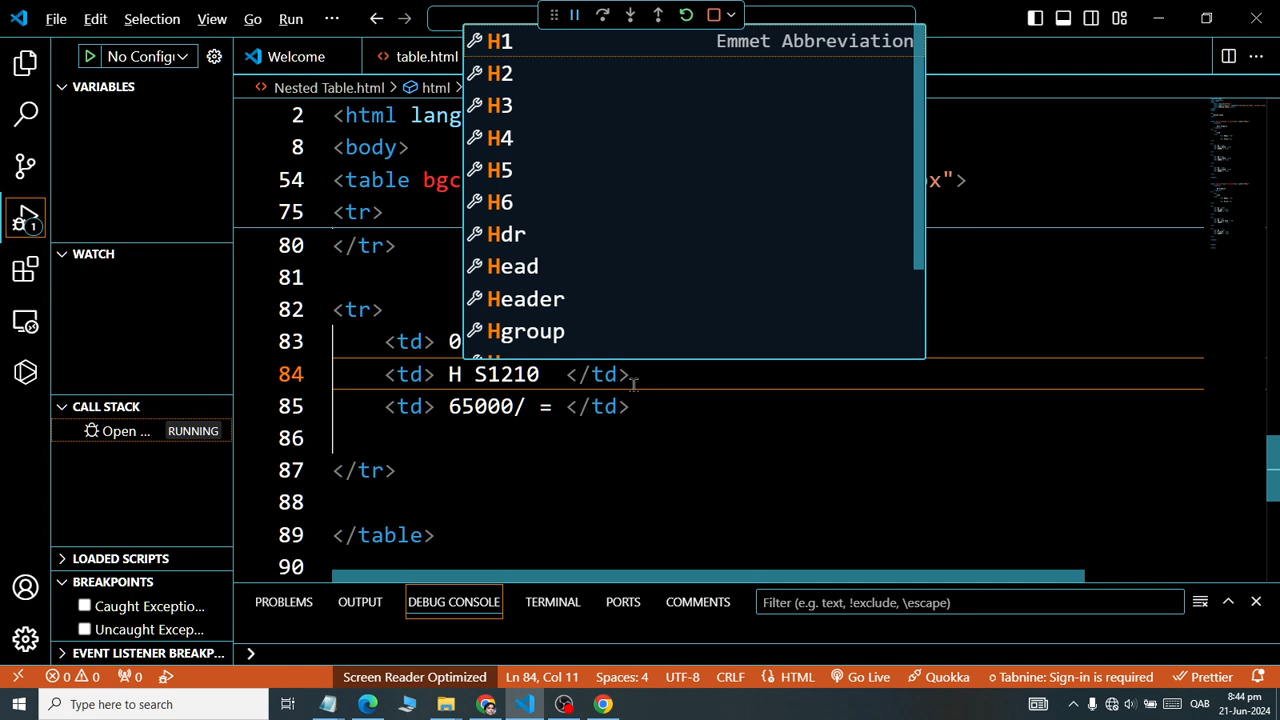 File Edit Selection View Go Run ...
No Config
Welcome
table.html
VARIABLES
Nested Table.html > html >
H1 Emmet Abbreviation
H2
H3
H4
H5
H6
Hdr
Head
Header
Hgroup
2 <html lang
8 <body>
54 <table bgc x">
75 <tr>
80 </tr>
81
82 <tr>
83 <td> 0
84 <td> H S1210 </td>
85 <td> 65000/ = </td>
86
87 </tr>
88
89 </table>
90
1
WATCH
CALL STACK
Open ... RUNNING
LOADED SCRIPTS
BREAKPOINTS
Caught Exceptio...
Uncaught Excep...
EVENT LISTENER BREAKP...
PROBLEMS OUTPUT DEBUG CONSOLE TERMINAL PORTS COMMENTS
Filter (e.g. text, !exclude, \escape)
0 0 0 Screen Reader Optimized Ln 84, Col 11 Spaces: 4 UTF-8 CRLF HTML Go Live Quokka Tabnine: Sign-in is required Prettier
Type here to search
QAB
8:44 pm
21-Jun-2024